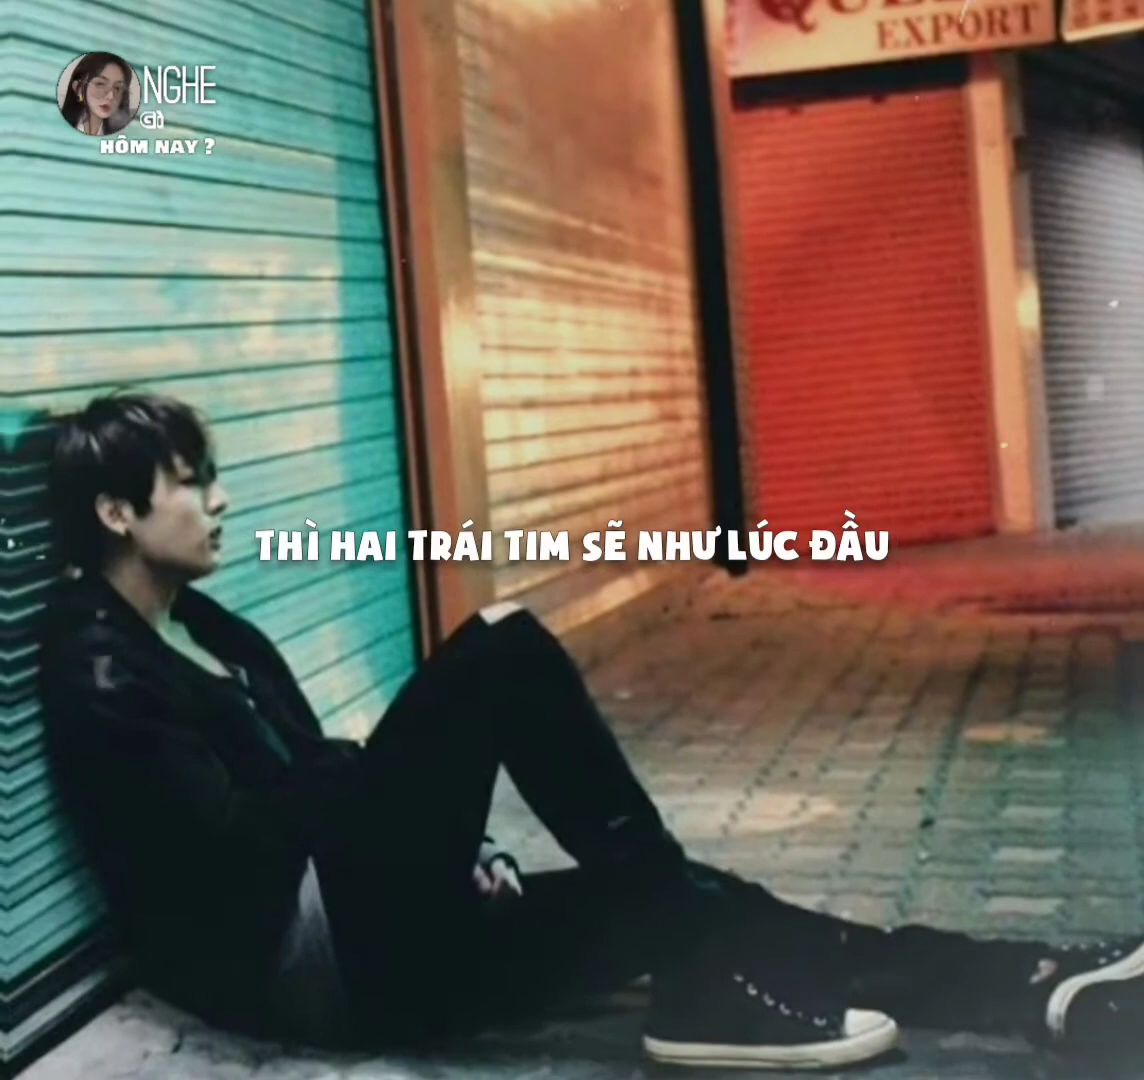 NGHE
Gì
HÔM NAY ?
EXPORT
THÌ HAI TRÁI TIM SẼ NHƯ LÚC ĐẦU